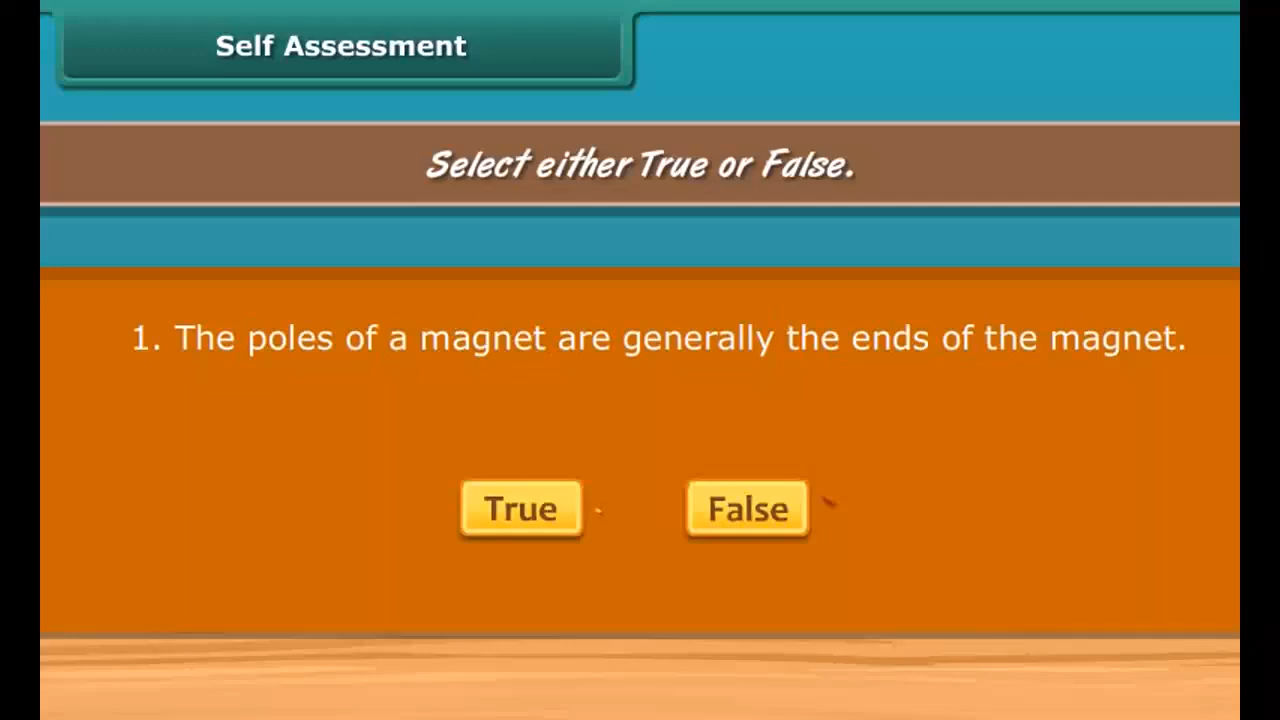 Self Assessment
Select either True or False.
1. The poles of a magnet are generally the ends of the magnet.
True
False